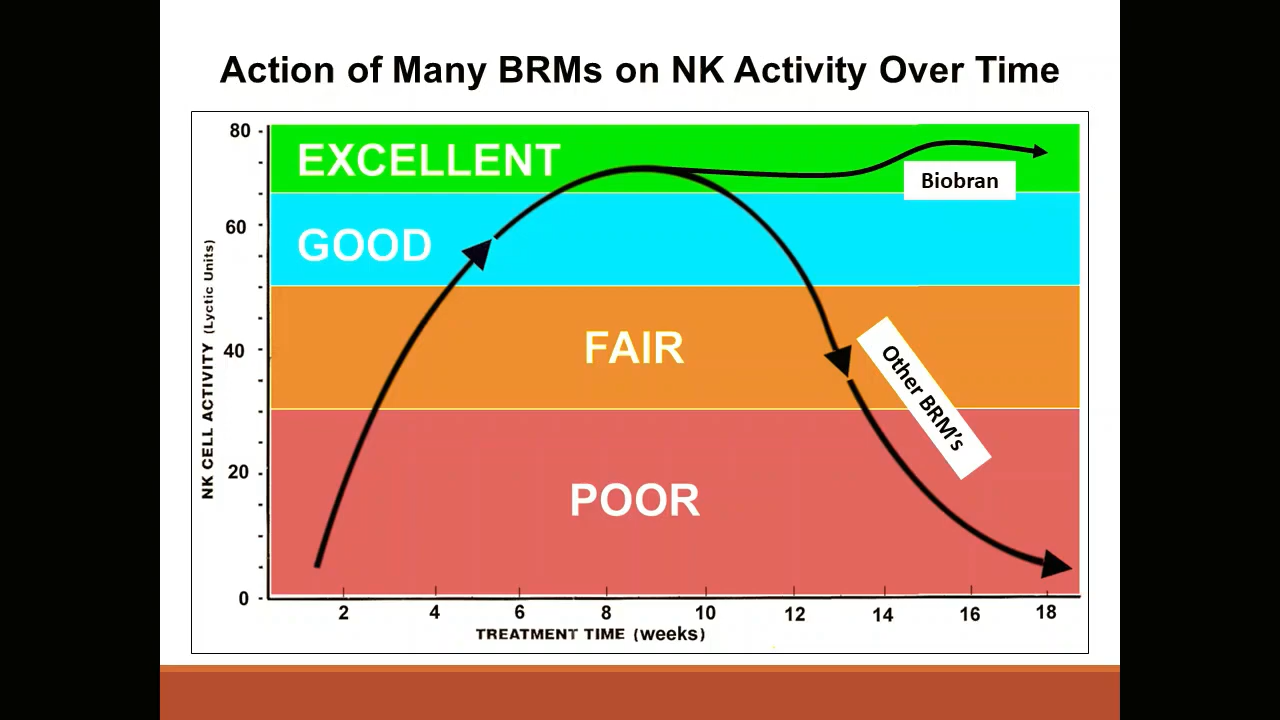 Action of Many BRMs on NK Activity Over Time
80
60
40
20
0
NK CELL ACTIVITY (Lyctic Units)
EXCELLENT
GOOD
FAIR
POOR
Biobran
Other BRM's
2 4 6 8 10 12 14 16 18
TREATMENT TIME (weeks)